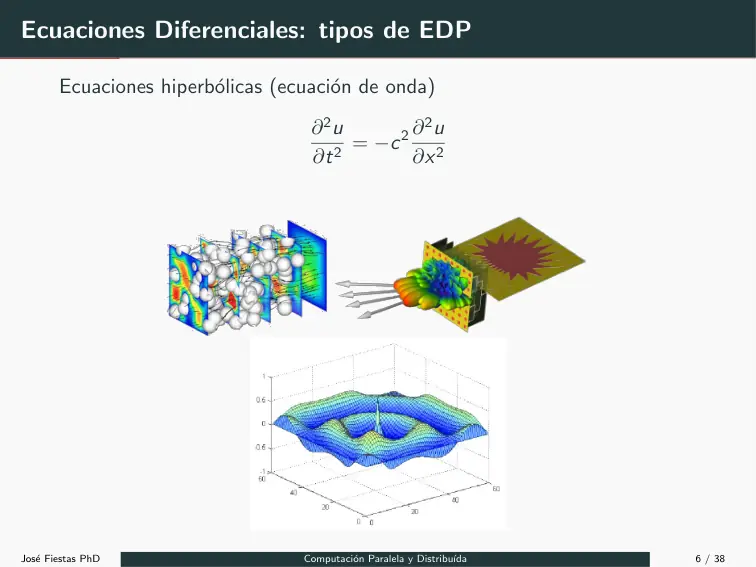 Ecuaciones Diferenciales: tipos de EDP
Ecuaciones hiperbólicas (ecuación de onda)
∂²u/∂t² = −c² ∂²u/∂x²
1
0.5
0
-0.5
-1
60
40
20
0
0
20
40
60
José Fiestas PhD
Computación Paralela y Distribuída
6 / 38